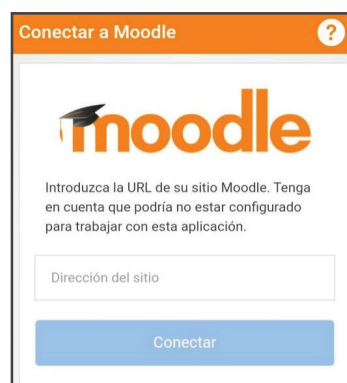 Conectar a Moodle ?
moodle
Introduzca la URL de su sitio Moodle. Tenga
en cuenta que podría no estar configurado
para trabajar con esta aplicación.
Dirección del sitio
Conectar